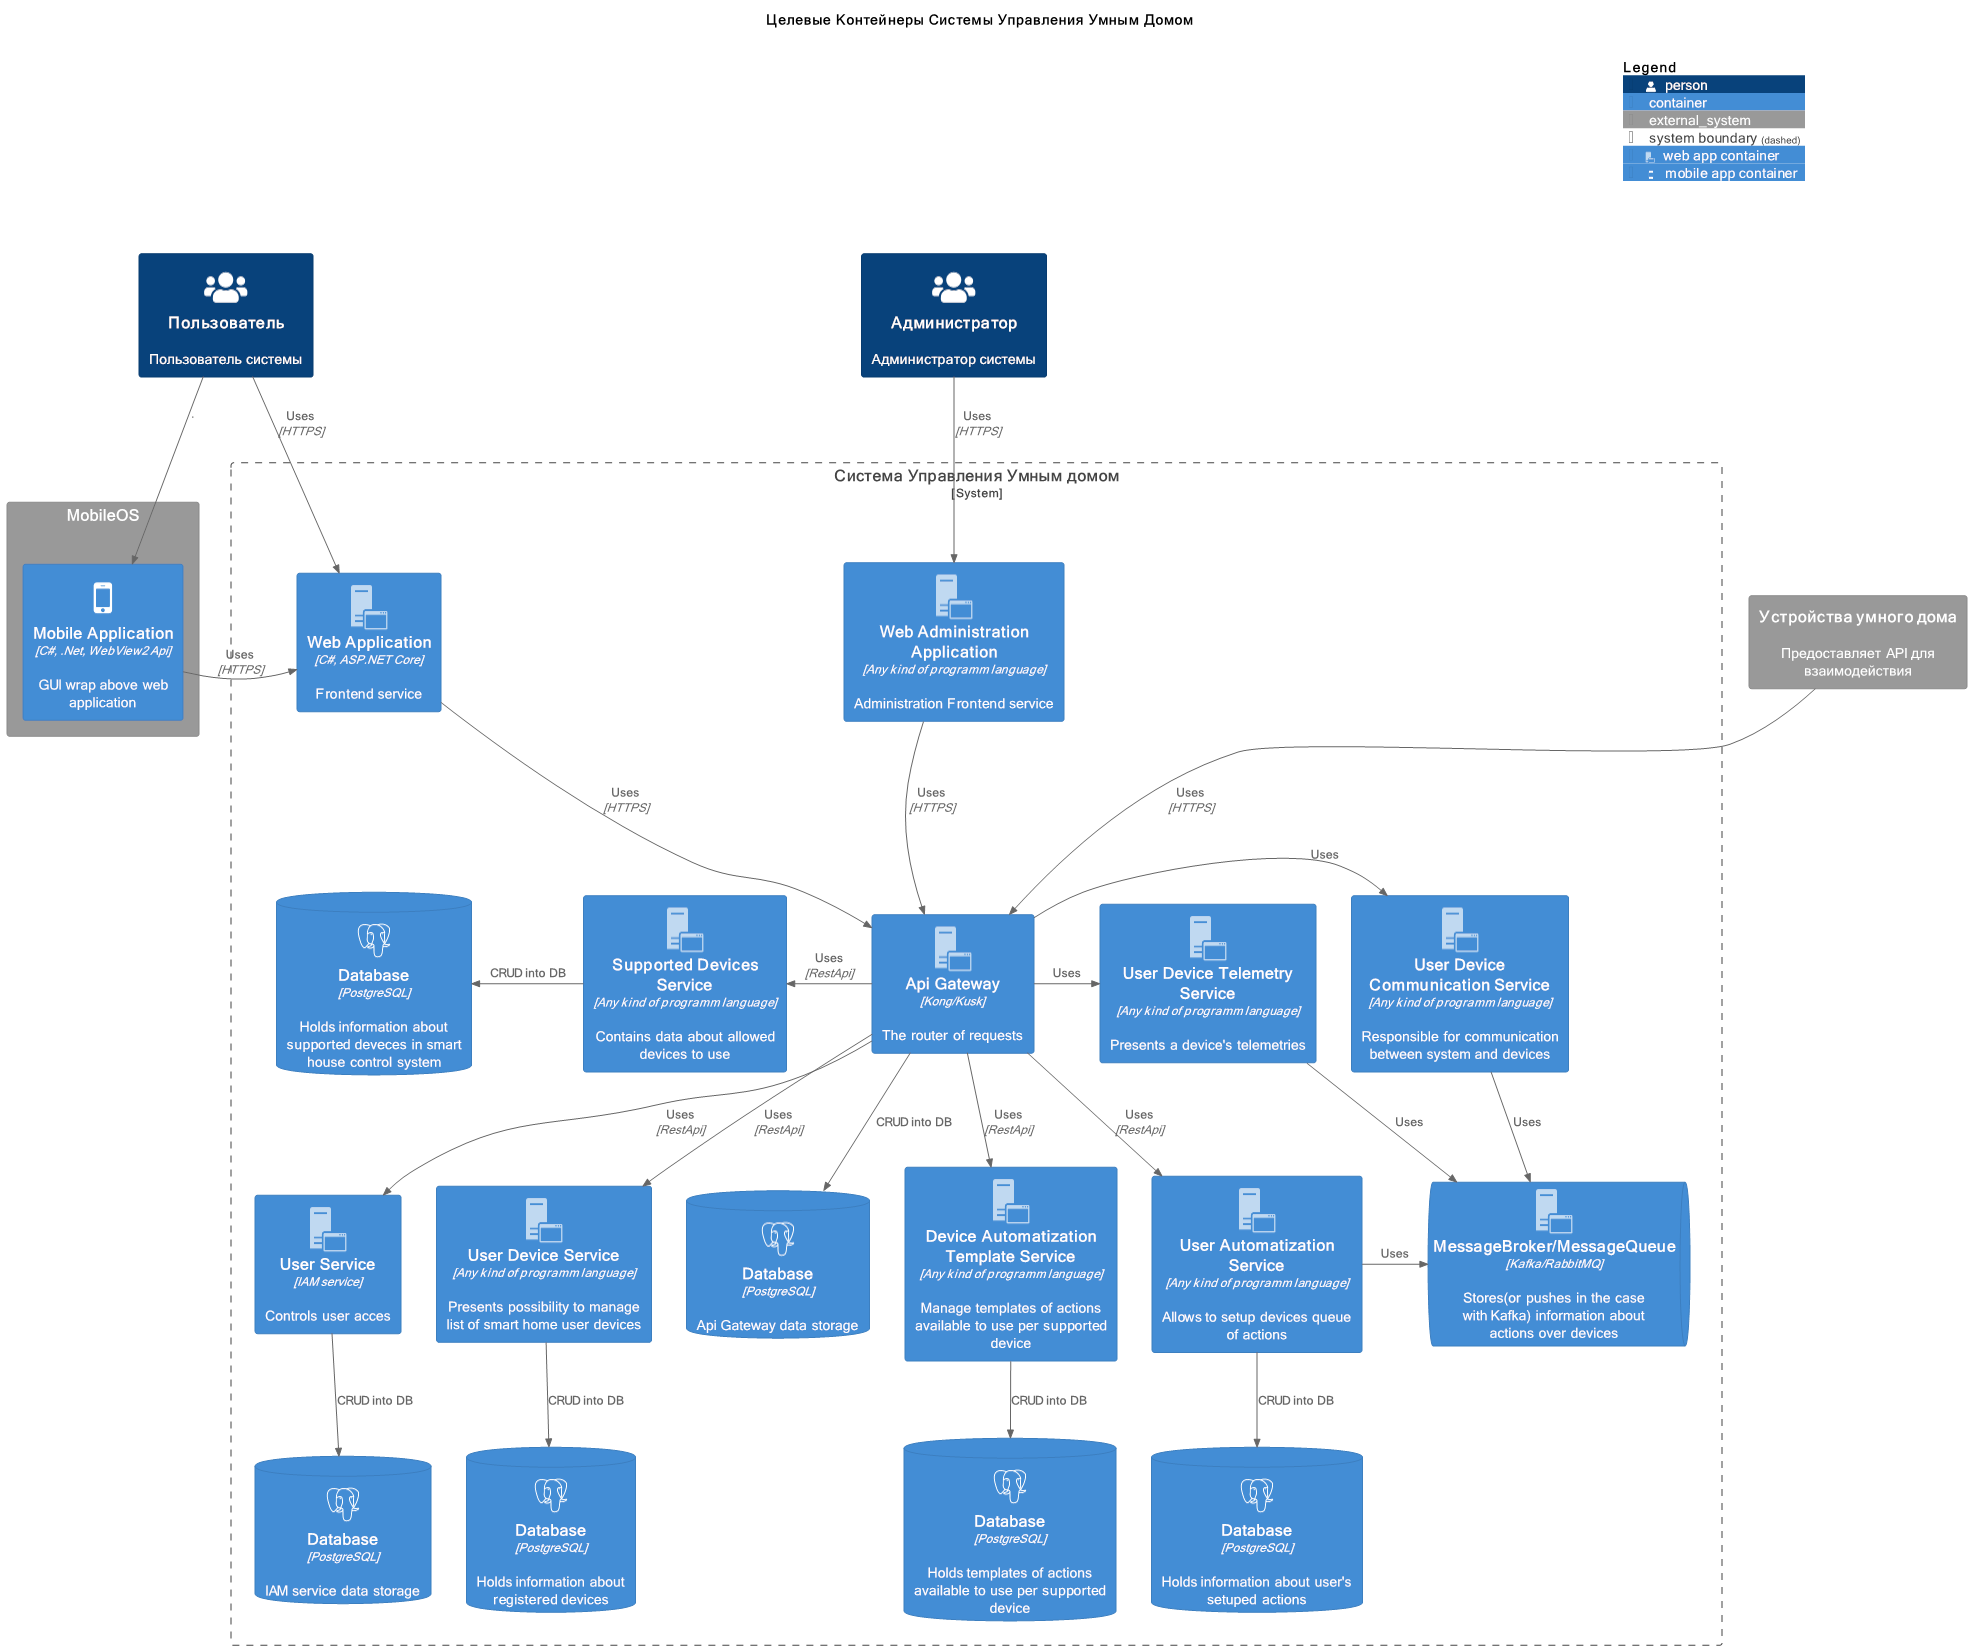 Целевые Контейнеры Системы Управления Умным Домом
Legend
person
container
external_system
system boundary (dashed)
web app container
mobile app container
Пользователь
Пользователь системы
Администратор
Администратор системы
Uses
[HTTPS]
Uses
[HTTPS]
Система Управления Умным домом
[System]
MobileOS
Mobile Application
[C#, .Net, WebView2 Api]
GUI wrap above web
application
Uses
[HTTPS]
Web Application
[C#, ASP.NET Core]
Frontend service
Web Administration
Application
[Any kind of programm language]
Administration Frontend service
Устройства умного дома
Предоставляет API для
взаимодействия
Uses
[HTTPS]
Uses
[HTTPS]
Uses
[HTTPS]
Uses
Database
[PostgreSQL]
Holds information about
supported deveces in smart
house control system
CRUD into DB
Supported Devices
Service
[Any kind of programm language]
Contains data about allowed
devices to use
Uses
[RestApi]
Api Gateway
[Kong/Kusk]
The router of requests
Uses
User Device Telemetry
Service
[Any kind of programm language]
Presents a device's telemetries
User Device
Communication Service
[Any kind of programm language]
Responsible for communication
between system and devices
Uses
[RestApi]
Uses
[RestApi]
CRUD into DB
Uses
[RestApi]
Uses
[RestApi]
Uses
Uses
User Service
[IAM service]
Controls user acces
User Device Service
[Any kind of programm language]
Presents possibility to manage
list of smart home user devices
Database
[PostgreSQL]
Api Gateway data storage
Device Automatization
Template Service
[Any kind of programm language]
Manage templates of actions
available to use per supported
device
User Automatization
Service
[Any kind of programm language]
Allows to setup devices queue
of actions
Uses
MessageBroker/MessageQueue
[Kafka/RabbitMQ]
Stores(or pushes in the case
with Kafka) information about
actions over devices
CRUD into DB
CRUD into DB
CRUD into DB
CRUD into DB
Database
[PostgreSQL]
IAM service data storage
Database
[PostgreSQL]
Holds information about
registered devices
Database
[PostgreSQL]
Holds templates of actions
available to use per supported
device
Database
[PostgreSQL]
Holds information about user's
setuped actions